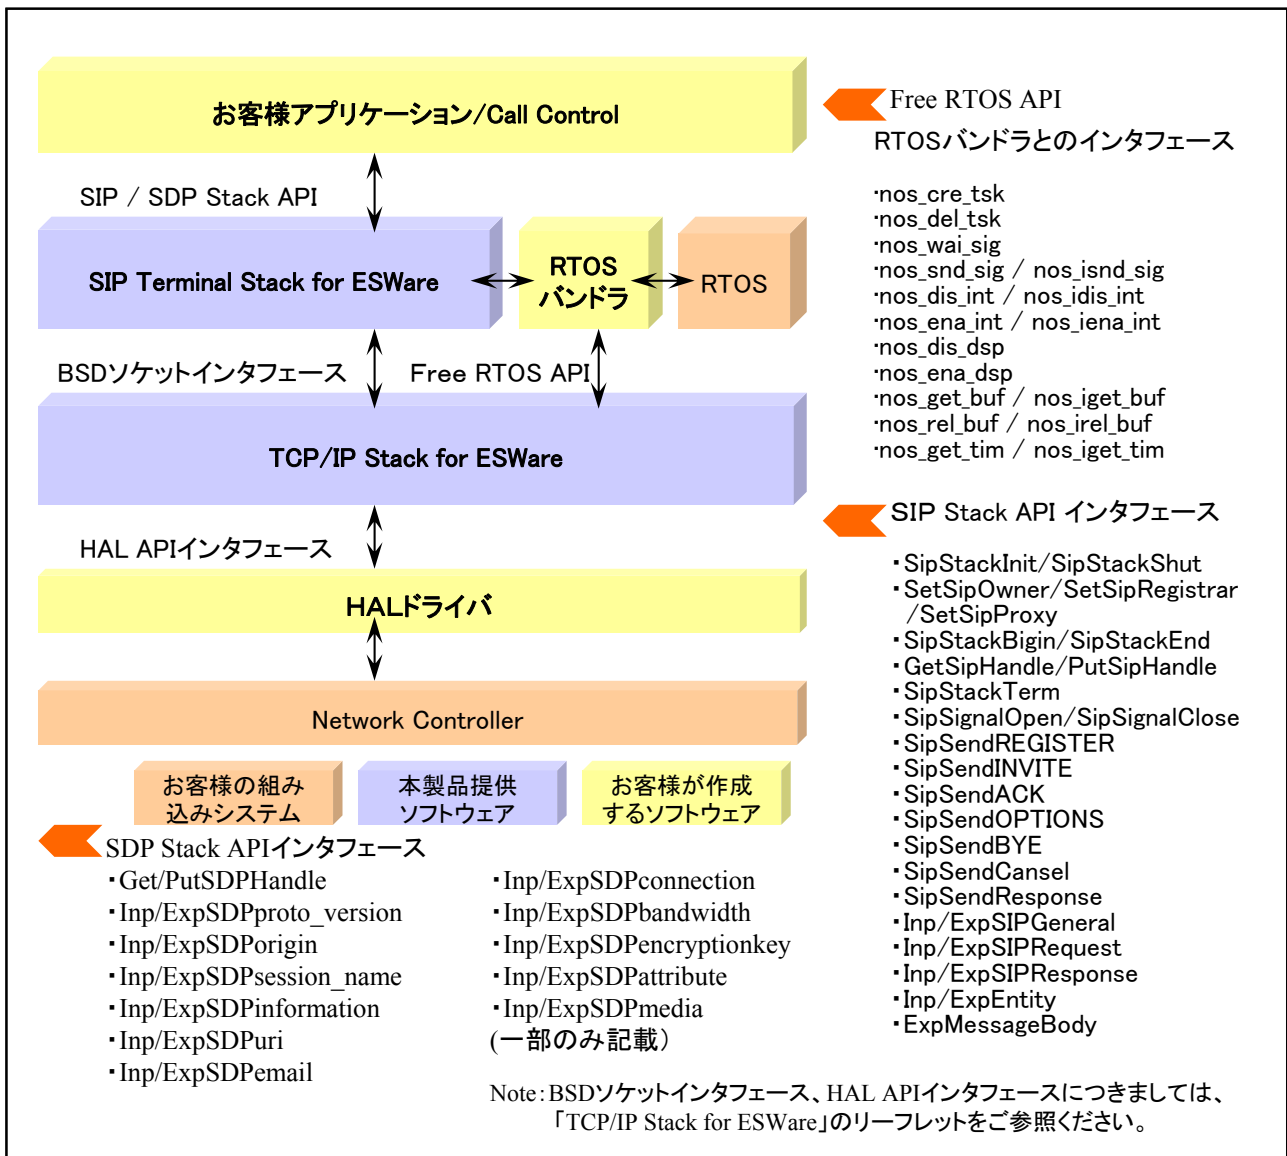 お客様アプリケーション/Call Control
SIP / SDP Stack API
SIP Terminal Stack for ESWare
RTOS
バンドラ
RTOS
BSDソケットインタフェース
Free RTOS API
TCP/IP Stack for ESWare
HAL APIインタフェース
HALドライバ
Network Controller
お客様の組み
込みシステム
本製品提供
ソフトウェア
お客様が作成
するソフトウェア
Free RTOS API
RTOSバンドラとのインタフェース
・nos_cre_tsk
・nos_del_tsk
・nos_wai_sig
・nos_snd_sig / nos_isnd_sig
・nos_dis_int / nos_idis_int
・nos_ena_int / nos_iena_int
・nos_dis_dsp
・nos_ena_dsp
・nos_get_buf / nos_iget_buf
・nos_rel_buf / nos_irel_buf
・nos_get_tim / nos_iget_tim
SIP Stack API インタフェース
・SipStackInit/SipStackShut
・SetSipOwner/SetSipRegistrar
/SetSipProxy
・SipStackBigin/SipStackEnd
・GetSipHandle/PutSipHandle
・SipStackTerm
・SipSignalOpen/SipSignalClose
・SipSendREGISTER
・SipSendINVITE
・SipSendACK
・SipSendOPTIONS
・SipSendBYE
・SipSendCansel
・SipSendResponse
・Inp/ExpSIPGeneral
・Inp/ExpSIPRequest
・Inp/ExpSIPResponse
・Inp/ExpEntity
・ExpMessageBody
SDP Stack APIインタフェース
・Get/PutSDPHandle
・Inp/ExpSDPproto_version
・Inp/ExpSDPorigin
・Inp/ExpSDPsession_name
・Inp/ExpSDPinformation
・Inp/ExpSDPuri
・Inp/ExpSDPemail
・Inp/ExpSDPconnection
・Inp/ExpSDPbandwidth
・Inp/ExpSDPencryptionkey
・Inp/ExpSDPattribute
・Inp/ExpSDPmedia
(一部のみ記載）
Note：BSDソケットインタフェース、HAL APIインタフェースにつきましては、
「TCP/IP Stack for ESWare」のリーフレットをご参照ください。